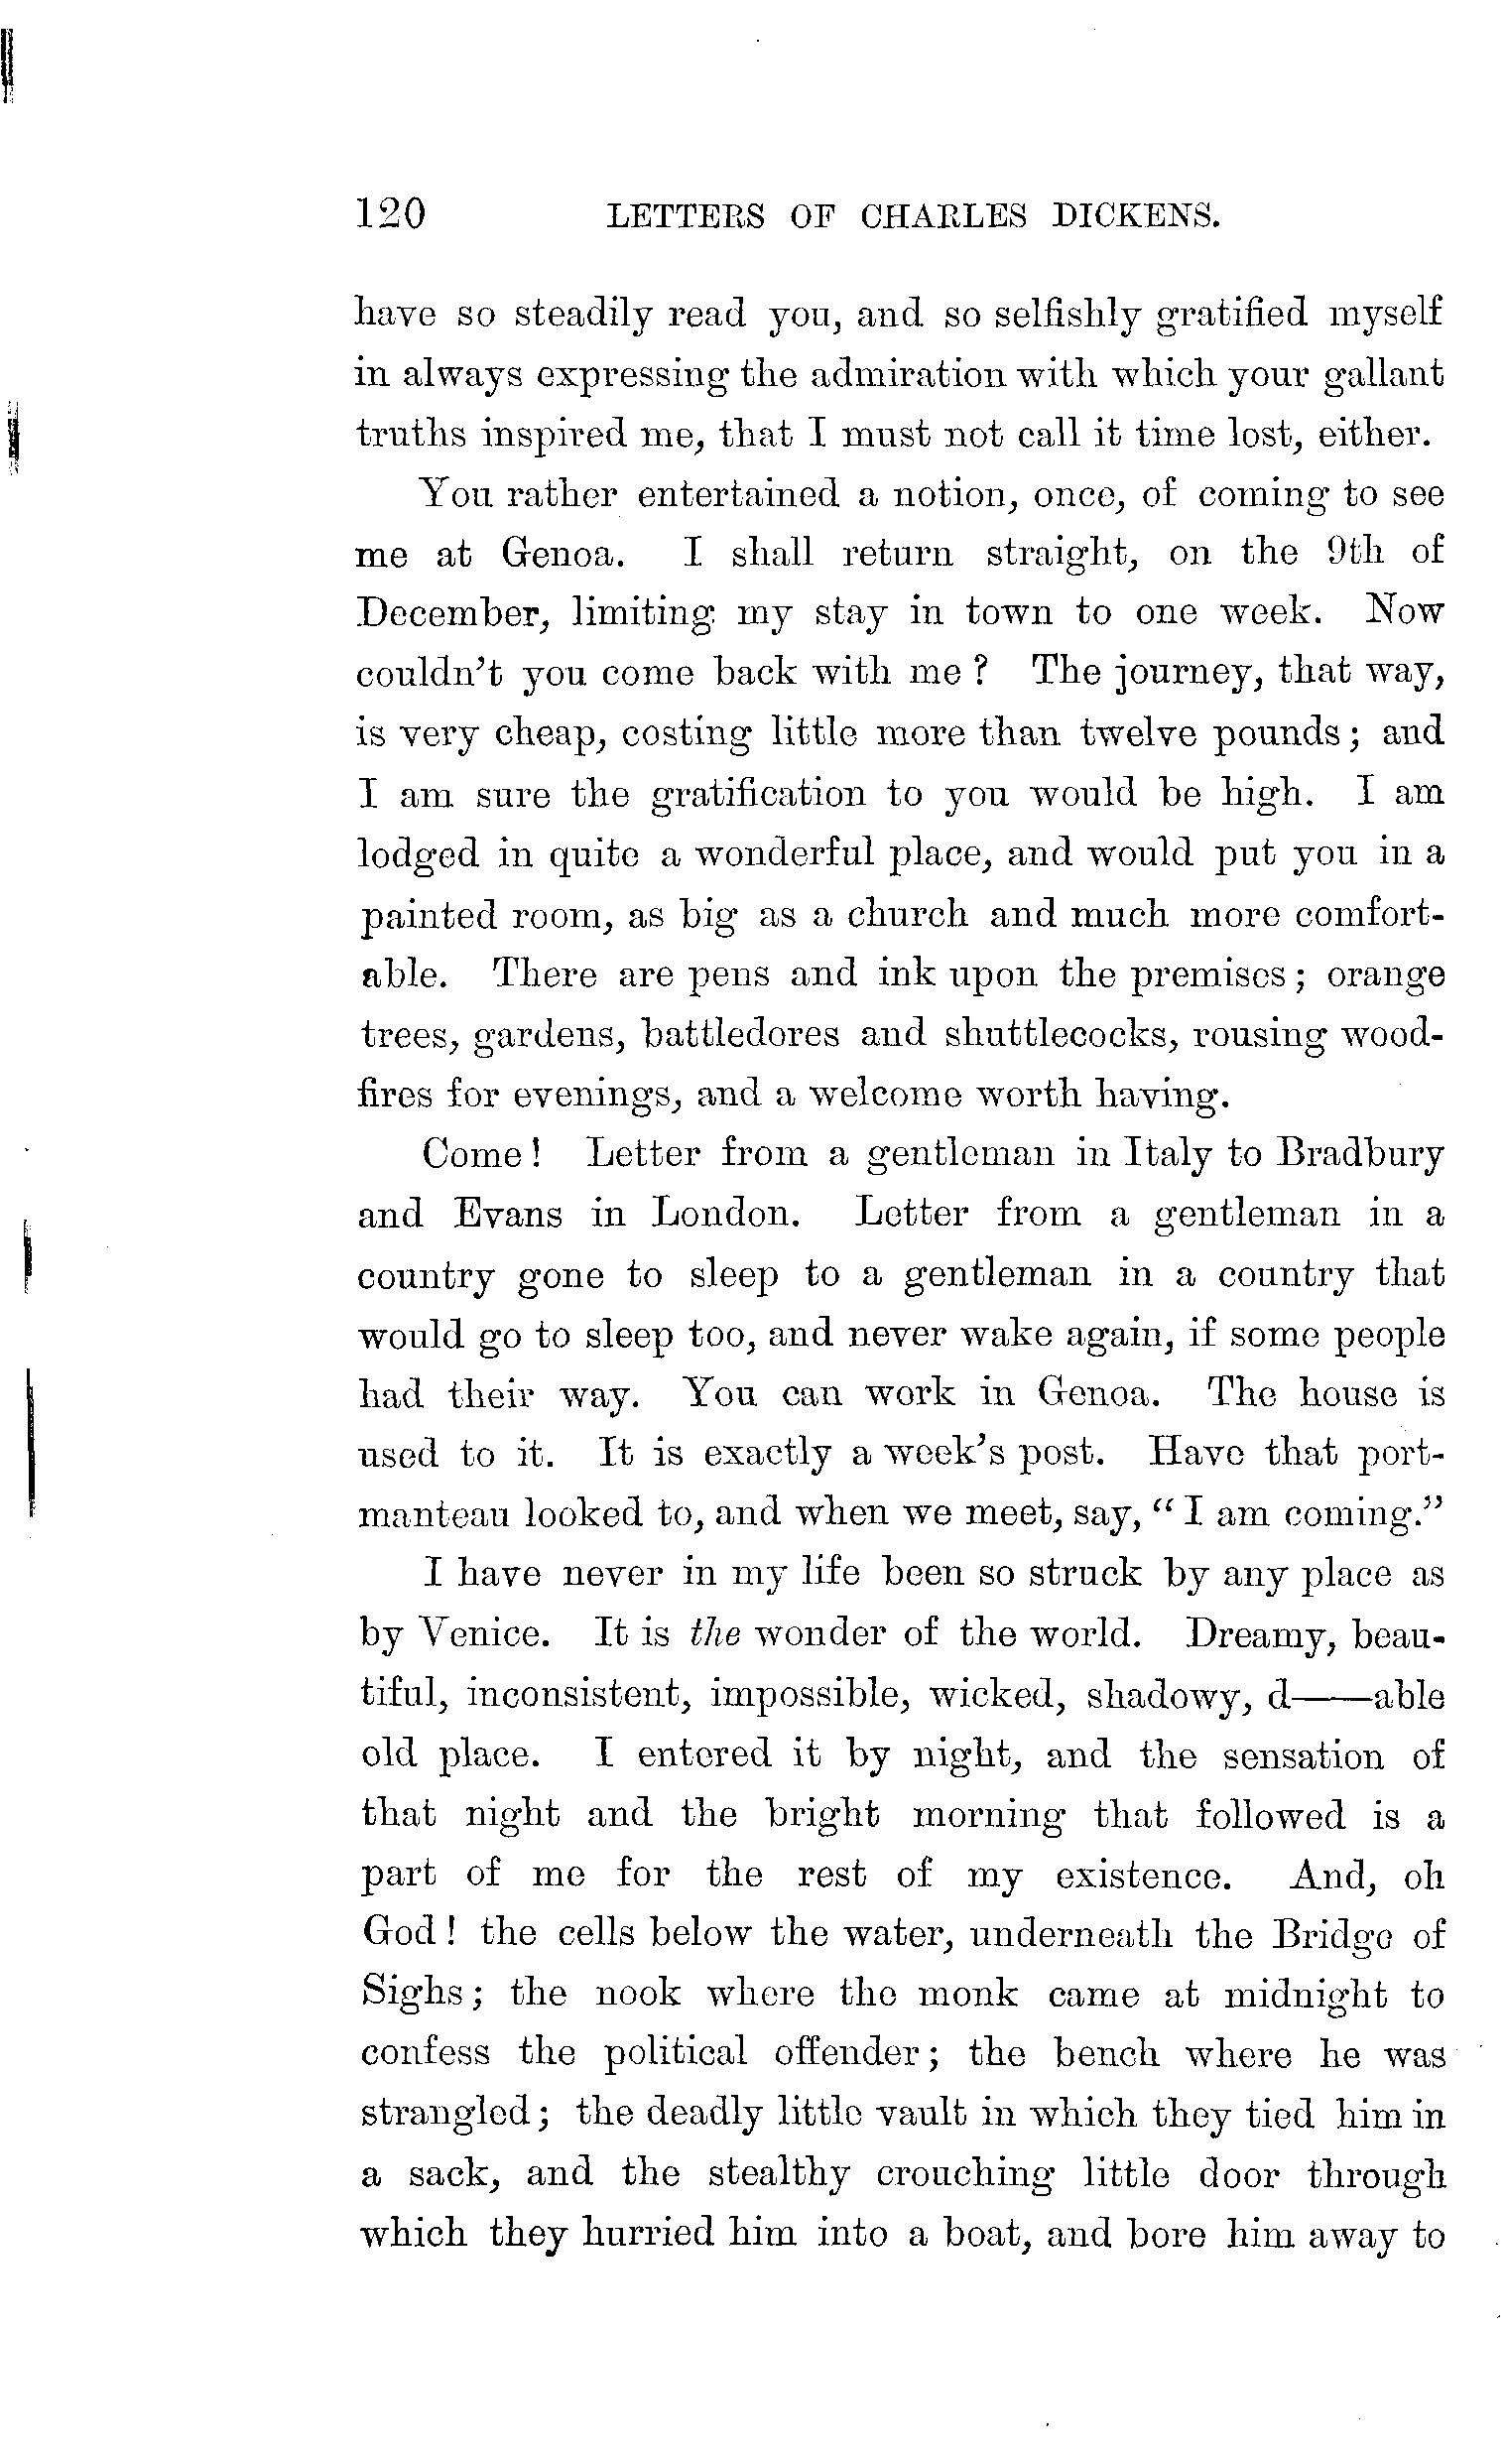 120 LETTERS OF CHARLES DICKENS.
have so steadily read you, and so selfishly gratified myself
in always expressing the admiration with which your gallant
truths inspired me, that I must not call it time lost, either.
You rather entertained a notion, once, of coming to see
me at Genoa. I shall return straight, on the 9th of
December, limiting my stay in town to one week. Now
couldn't you come back with me? The journey, that way,
is very cheap, costing little more than twelve pounds; and
I am sure the gratification to you would be high. I am
lodged in quite a wonderful place, and would put you in a
painted room, as big as a church and much more comfort-
able. There are pens and ink upon the premises; orange
trees, gardens, battledores and shuttlecocks, rousing wood-
fires for evenings, and a welcome worth having.
Come! Letter from a gentleman in Italy to Bradbury
and Evans in London. Letter from a gentleman in a
country gone to sleep to a gentleman in a country that
would go to sleep too, and never wake again, if some people
had their way. You can work in Genoa. The house is
used to it. It is exactly a week's post. Have that port-
manteau looked to, and when we meet, say, "I am coming."
I have never in my life been so struck by any place as
by Venice. It is the wonder of the world. Dreamy, beau-
tiful, inconsistent, impossible, wicked, shadowy, d——able
old place. I entered it by night, and the sensation of
that night and the bright morning that followed is a
part of me for the rest of my existence. And, oh
God! the cells below the water, underneath the Bridge of
Sighs; the nook where the monk came at midnight to
confess the political offender; the bench where he was
strangled; the deadly little vault in which they tied him in
a sack, and the stealthy crouching little door through
which they hurried him into a boat, and bore him away to